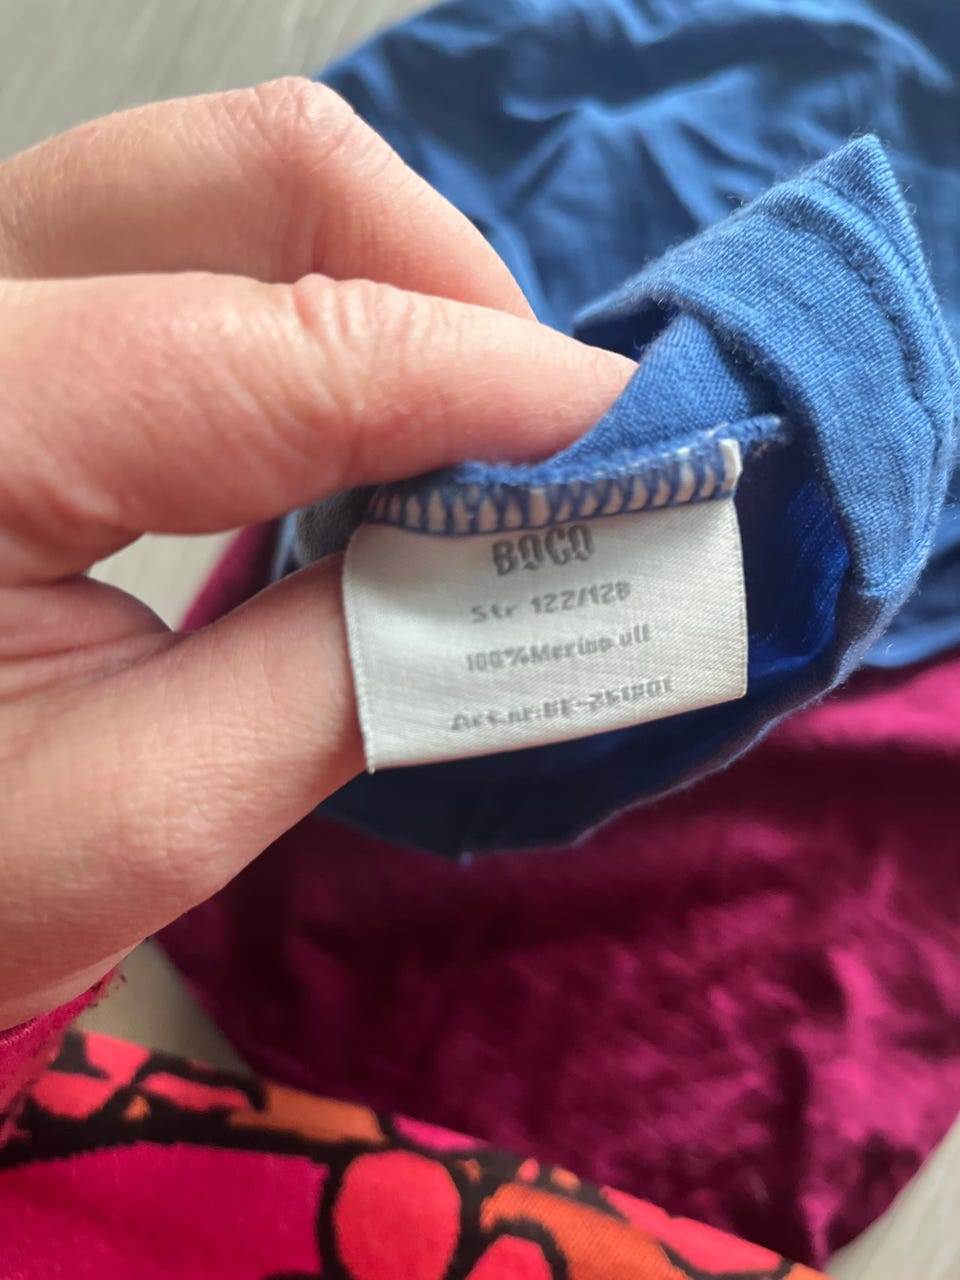 BOCO
Str 122/128
100%Merino ull
Art.nr: